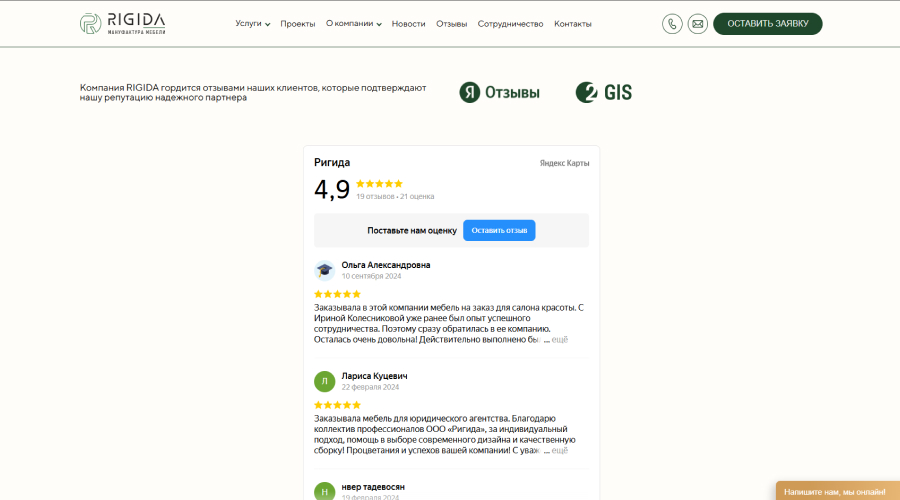 RIGIDA
МАНУФАКТУРА МЕБЕЛИ
Услуги Проекты О компании Новости Отзывы Сотрудничество Контакты
ОСТАВИТЬ ЗАЯВКУ
Компания RIGIDA гордится отзывами наших клиентов, которые подтверждают
нашу репутацию надежного партнера
Я Отзывы
2 GIS
Ригида
Яндекс Карты
4,9
19 отзывов • 21 оценка
Поставьте нам оценку
Оставить отзыв
Ольга Александровна
10 сентября 2024
Заказывала в этой компании мебель на заказ для салона красоты. С
Ириной Колесниковой уже ранее был опыт успешного
сотрудничества. Поэтому сразу обратилась в ее компанию.
Осталась очень довольна! Действительно выполнено бы ... ещё
Л
Лариса Куцевич
22 февраля 2024
Заказывала мебель для юридического агентства. Благодарю
коллектив профессионалов ООО «Ригида», за индивидуальный
подход, помощь в выборе современного дизайна и качественную
сборку! Процветания и успехов вашей компании! С уваж ... ещё
Н
нвер тадевосян
19 февраля 2024
Напишите нам, мы онлайн!